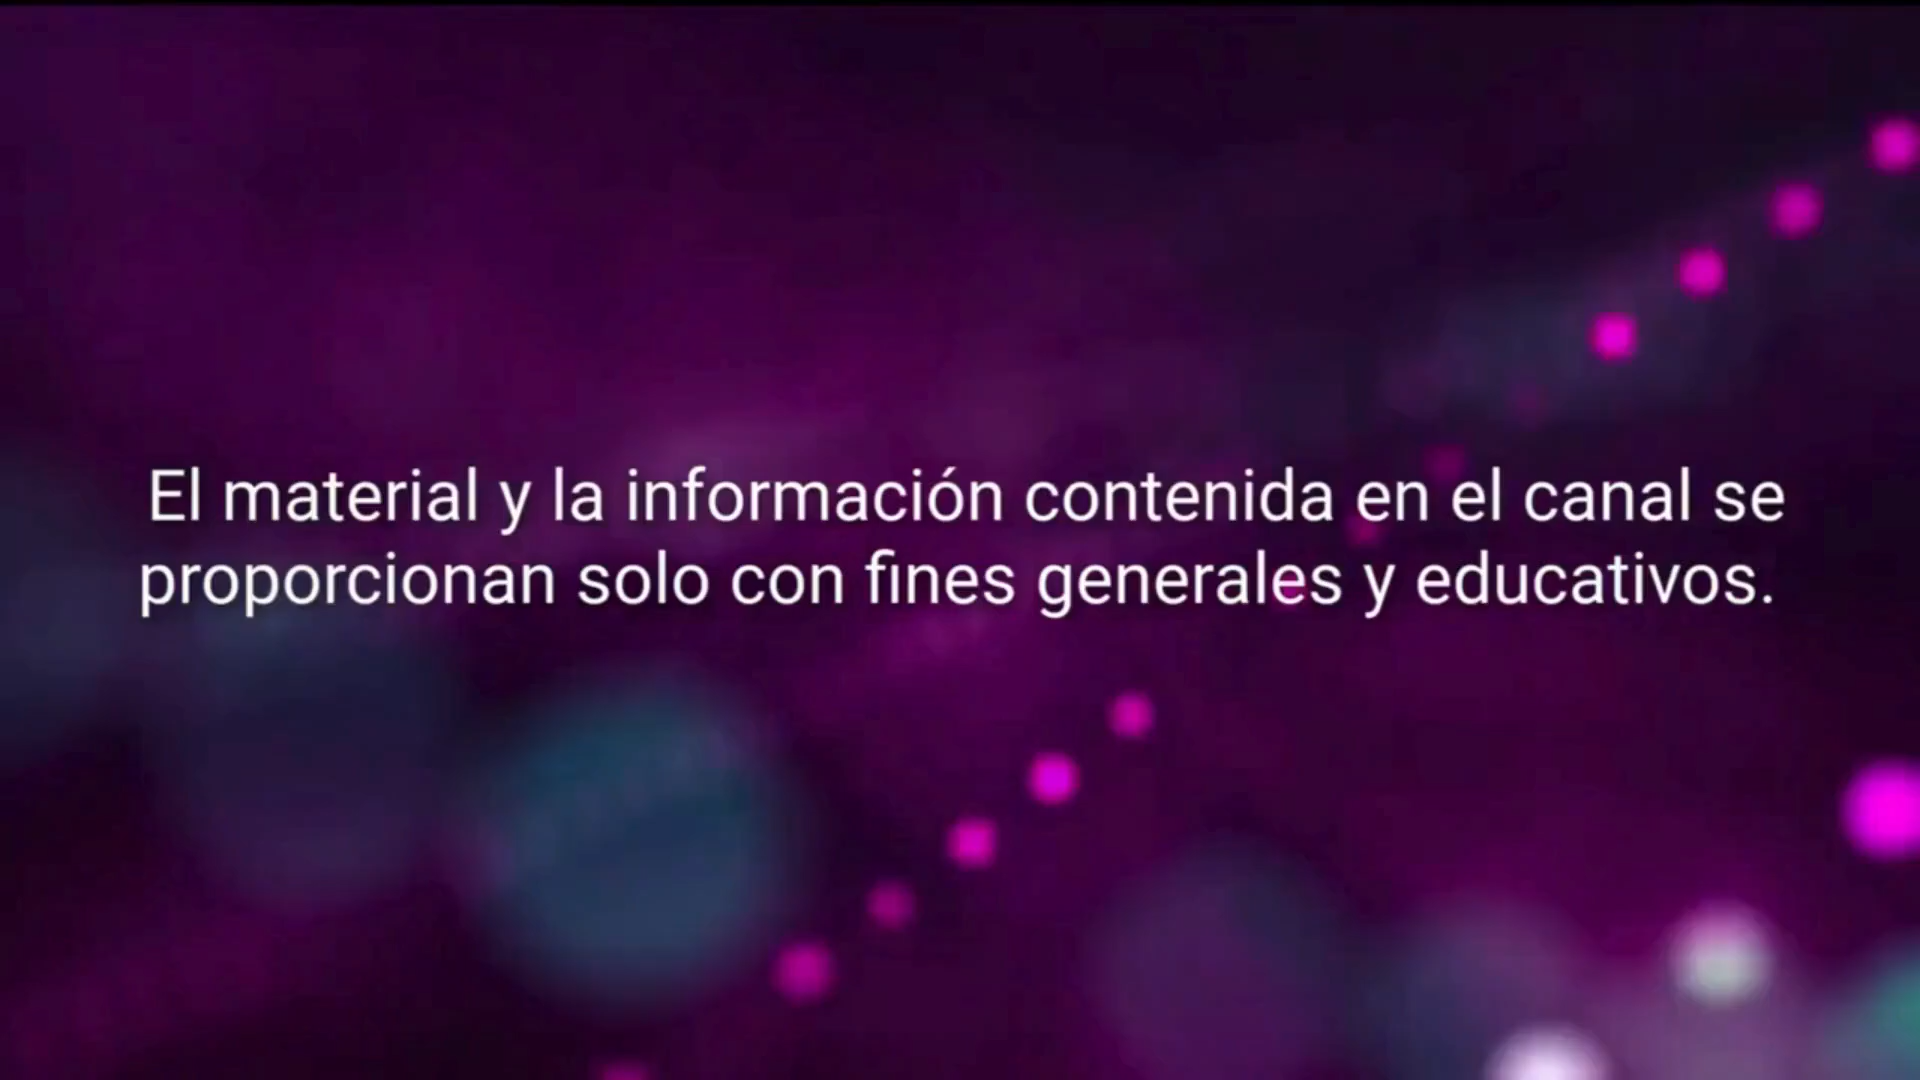 El material y la información contenida en el canal se
proporcionan solo con fines generales y educativos.